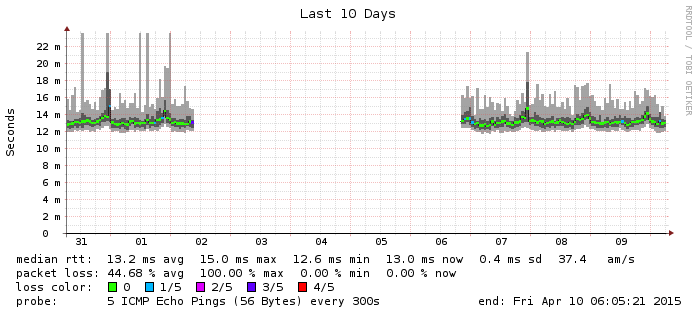 Last 10 Days
RRDTOOL / TOBI OETIKER
Seconds
22 m
20 m
18 m
16 m
14 m
12 m
10 m
8 m
6 m
4 m
2 m
0
31 01 02 03 04 05 06 07 08 09
median rtt: 13.2 ms avg 15.0 ms max 12.6 ms min 13.0 ms now 0.4 ms sd 37.4 am/s
packet loss: 44.68 % avg 100.00 % max 0.00 % min 0.00 % now
loss color: 0 1/5 2/5 3/5 4/5
probe: 5 ICMP Echo Pings (56 Bytes) every 300s end: Fri Apr 10 06:05:21 2015